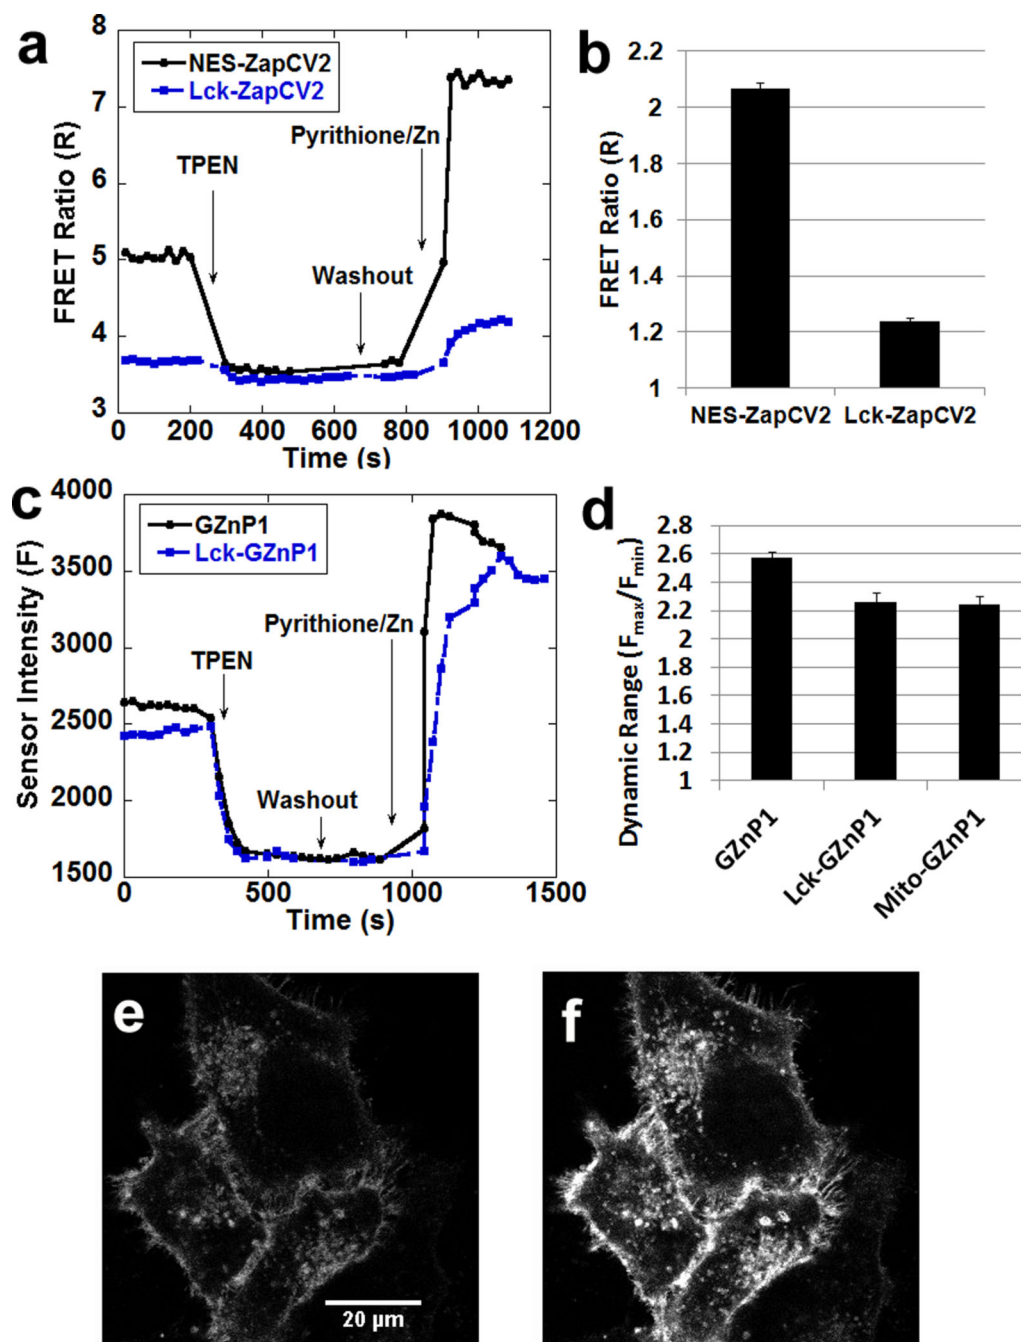 a
8
7
6
5
4
3
FRET Ratio (R)
NES-ZapCV2
Lck-ZapCV2
TPEN
Pyrithione/Zn
Washout
0 200 400 600 800 1000 1200
Time (s)
b
2.2
2
1.8
1.6
1.4
1.2
1
FRET Ratio (R)
NES-ZapCV2 Lck-ZapCV2
c
4000
3500
3000
2500
2000
1500
Sensor Intensity (F)
GZnP1
Lck-GZnP1
TPEN
Pyrithione/Zn
Washout
0 500 1000 1500
Time (s)
d
2.8
2.6
2.4
2.2
2
1.8
1.6
1.4
1.2
1
Dynamic Range (Fmax/Fmin)
GZnP1
Lck-GZnP1
Mito-GZnP1
e
20 μm
f